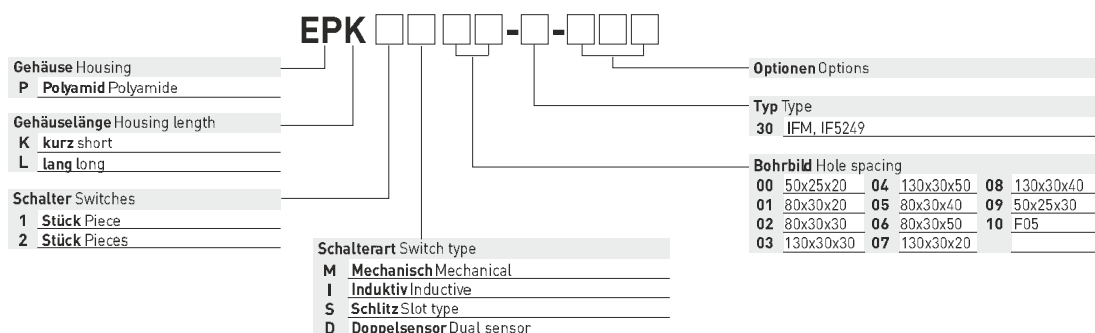 EPK - -
Gehäuse Housing
P Polyamid Polyamide
Gehäuselänge Housing length
K kurz short
L lang long
Schalter Switches
1 Stück Piece
2 Stück Pieces
Schalterart Switch type
M Mechanisch Mechanical
I Induktiv Inductive
S Schlitz Slot type
D Doppelsensor Dual sensor
Optionen Options
Typ Type
30 IFM, IF5249
Bohrbild Hole spacing
00 50x25x20 04 130x30x50 08 130x30x40
01 80x30x20 05 80x30x40 09 50x25x30
02 80x30x30 06 80x30x50 10 F05
03 130x30x30 07 130x30x20